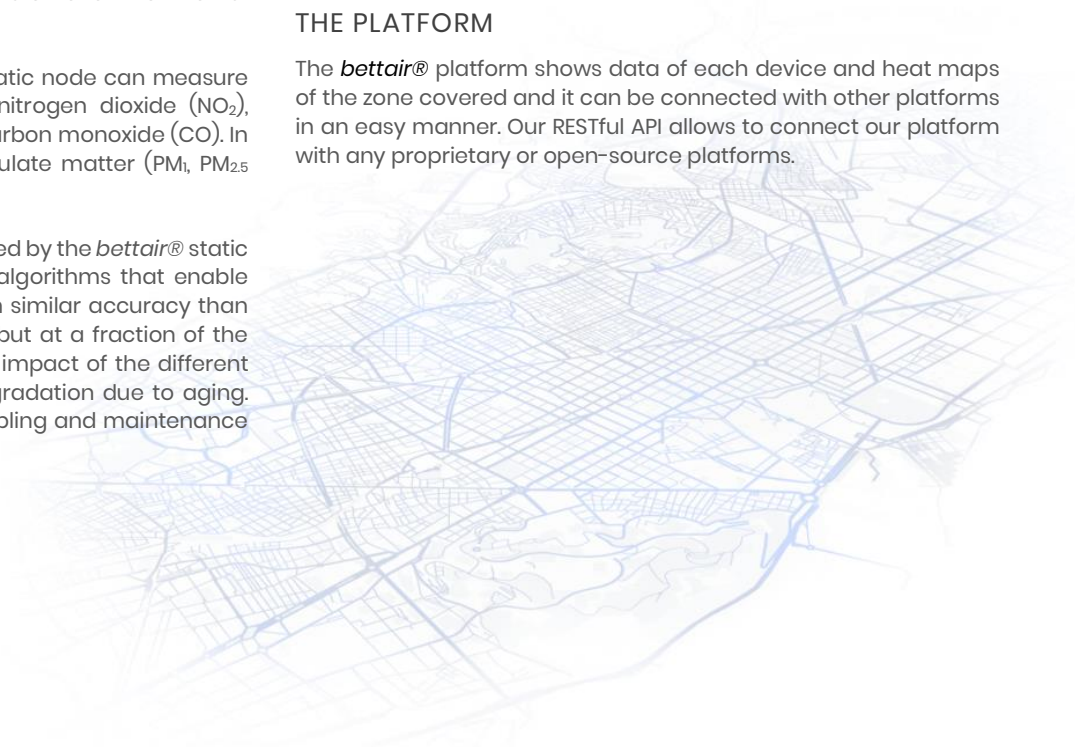 atic node can measure
nitrogen dioxide (NO₂),
rbon monoxide (CO). In
ulate matter (PM₁, PM₂.₅
ed by the bettair® static
algorithms that enable
similar accuracy than
but at a fraction of the
impact of the different
gradation due to aging.
bling and maintenance
THE PLATFORM
The bettair® platform shows data of each device and heat maps
of the zone covered and it can be connected with other platforms
in an easy manner. Our RESTful API allows to connect our platform
with any proprietary or open-source platforms.